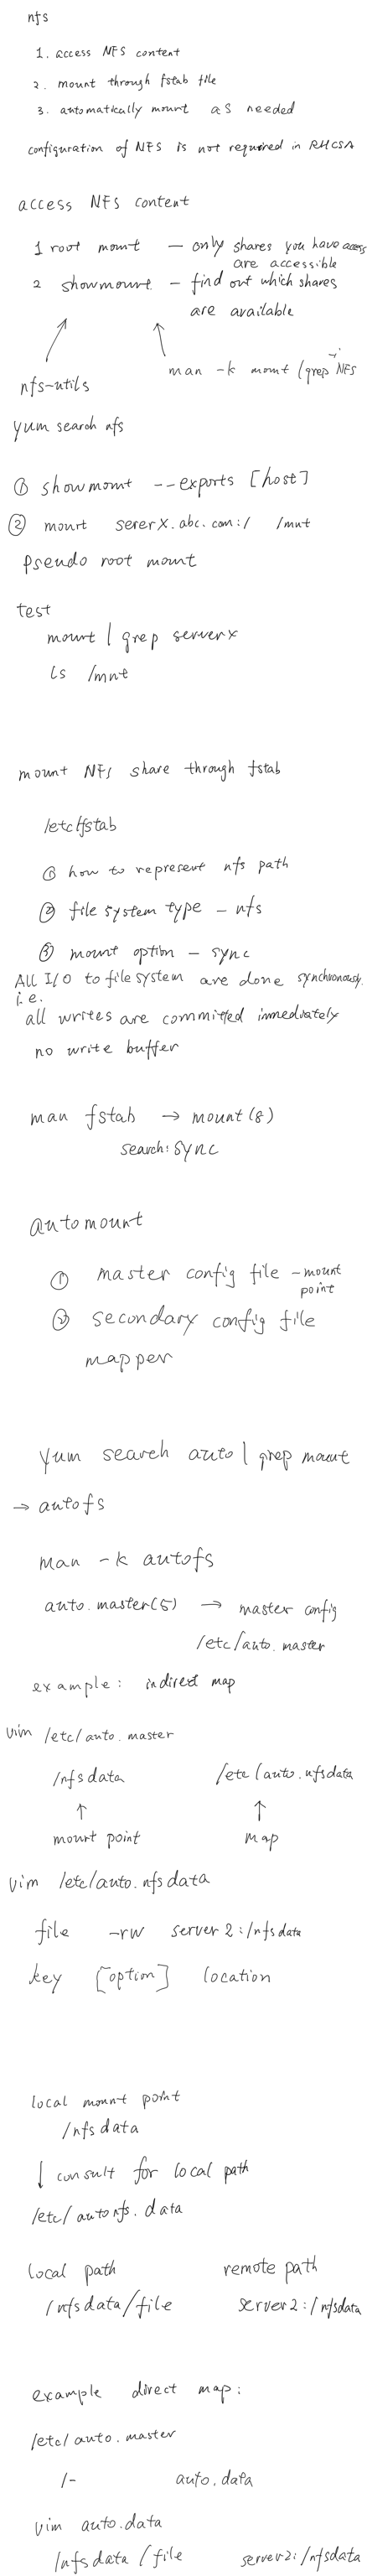 nfs
1. access NFS content
2. mount through fstab file
3. automatically mount as needed
configuration of NFS is not required in RHCSA
access NFS content
1 root mount — only shares you have access
are accessible
2 showmount — find out which shares
are available
nfs-utils
man -k mount | grep -i NFS
yum search nfs
① showmount --exports [host]
② mount serverX.abc.com:/ /mnt
pseudo root mount
test
mount | grep serverx
ls /mnt
mount NFS share through fstab
/etc/fstab
① how to represent nfs path
② file system type - nfs
③ mount option - sync
All I/O to file system are done synchronously.
i.e.
all writes are committed immediately
no write buffer
man fstab → mount(8)
search: sync
automount
① master config file - mount
point
② secondary config file
mapper
yum search auto | grep mount
→ autofs
man -k autofs
auto.master(5) → master config
/etc/auto.master
example: indirect map
vim /etc/auto.master
/nfsdata /etc/auto.nfsdata
↑ ↑
mount point map
vim /etc/auto.nfsdata
file -rw server2:/nfsdata
key [option] location
local mount point
/nfsdata
↓ consult for local path
/etc/autonfs.data
local path remote path
/nfsdata/file server2:/nfsdata
example direct map:
/etc/auto.master
/- auto.data
vim auto.data
/nfsdata/file server2:/nfsdata